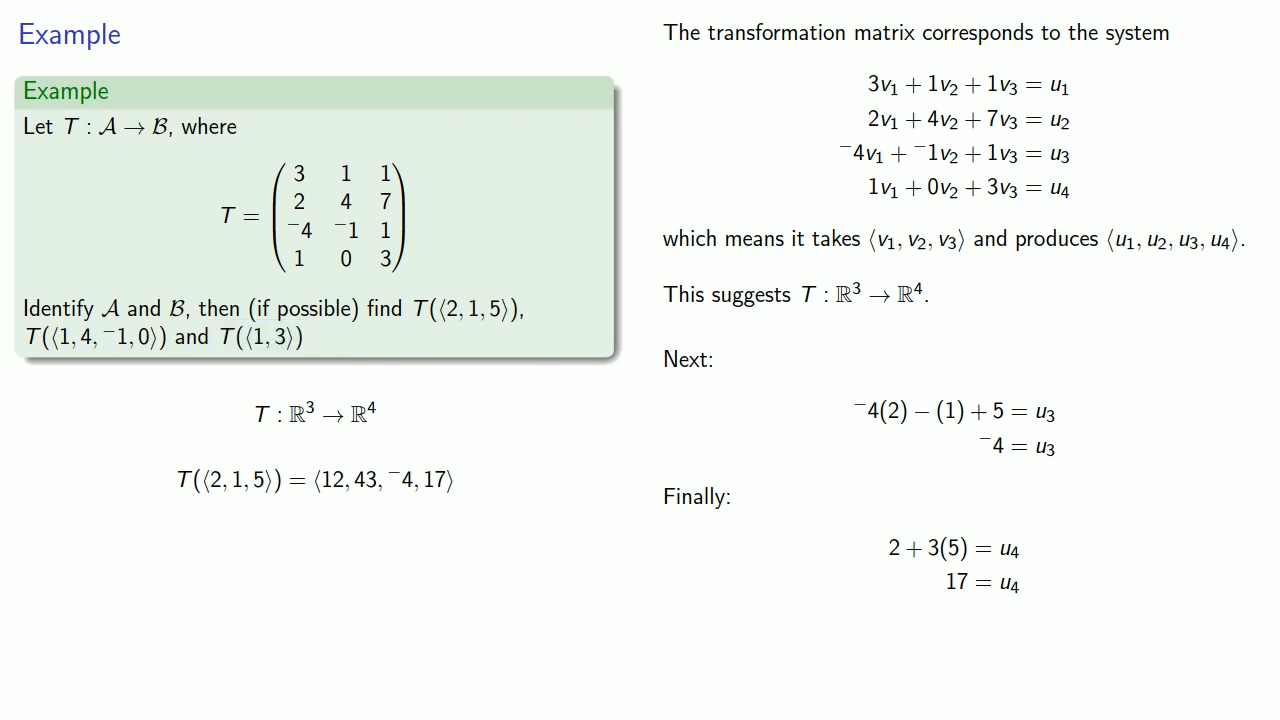 Example
Example
Let T : 𝒜 → ℬ, where
T = ( 3 1 1
2 4 7
⁻4 ⁻1 1
1 0 3 )
Identify 𝒜 and ℬ, then (if possible) find T(⟨2, 1, 5⟩),
T(⟨1, 4, ⁻1, 0⟩) and T(⟨1, 3⟩)
T : ℝ³ → ℝ⁴
T(⟨2, 1, 5⟩) = ⟨12, 43, ⁻4, 17⟩
The transformation matrix corresponds to the system
3v₁ + 1v₂ + 1v₃ = u₁
2v₁ + 4v₂ + 7v₃ = u₂
⁻4v₁ + ⁻1v₂ + 1v₃ = u₃
1v₁ + 0v₂ + 3v₃ = u₄
which means it takes ⟨v₁, v₂, v₃⟩ and produces ⟨u₁, u₂, u₃, u₄⟩.
This suggests T : ℝ³ → ℝ⁴.
Next:
⁻4(2) − (1) + 5 = u₃
⁻4 = u₃
Finally:
2 + 3(5) = u₄
17 = u₄